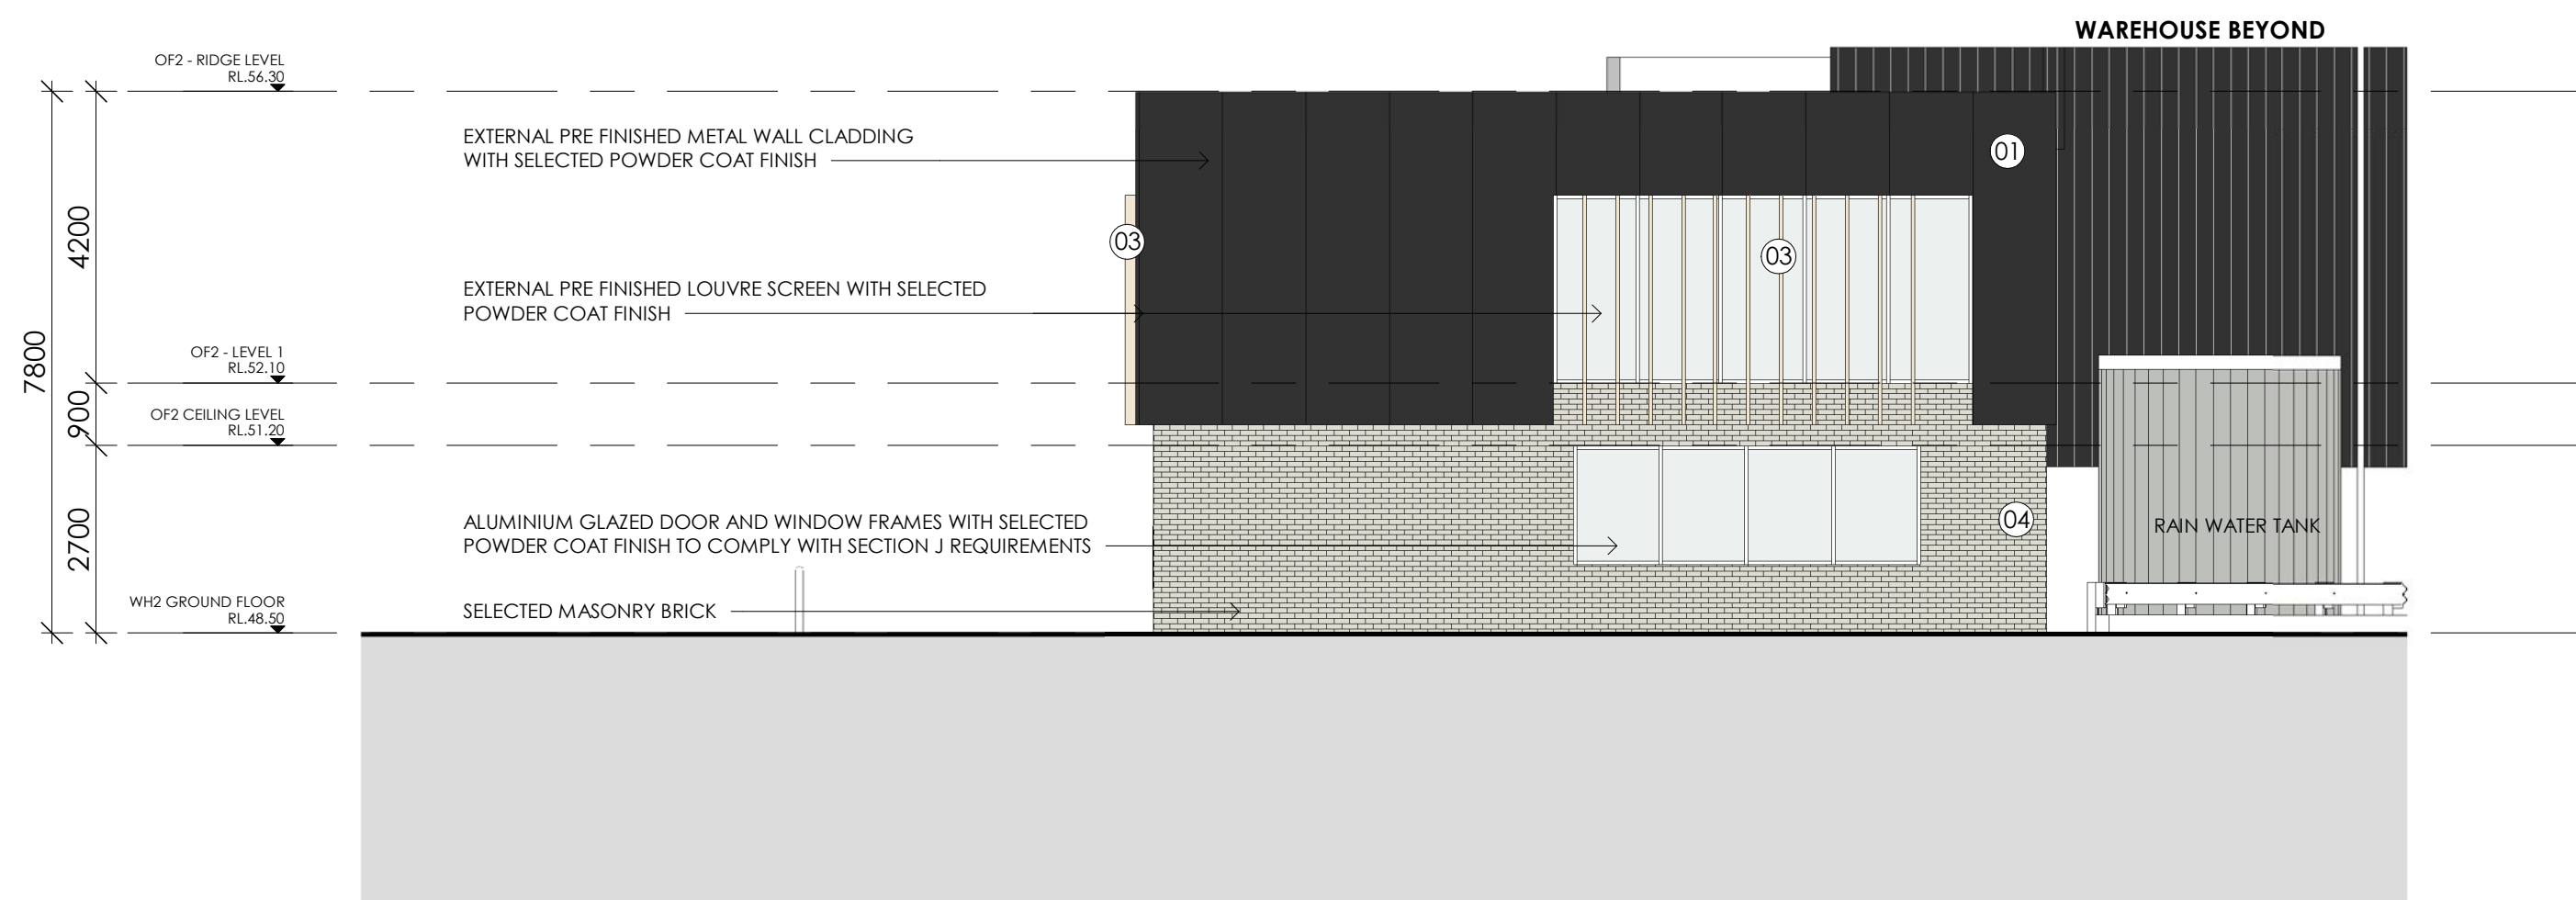 WAREHOUSE BEYOND
OF2 - RIDGE LEVEL
RL.56.30
EXTERNAL PRE FINISHED METAL WALL CLADDING
WITH SELECTED POWDER COAT FINISH
01
4200
03
03
EXTERNAL PRE FINISHED LOUVRE SCREEN WITH SELECTED
POWDER COAT FINISH
7800
OF2 - LEVEL 1
RL.52.10
900
OF2 CEILING LEVEL
RL.51.20
2700
ALUMINIUM GLAZED DOOR AND WINDOW FRAMES WITH SELECTED
POWDER COAT FINISH TO COMPLY WITH SECTION J REQUIREMENTS
04
RAIN WATER TANK
WH2 GROUND FLOOR
RL.48.50
SELECTED MASONRY BRICK